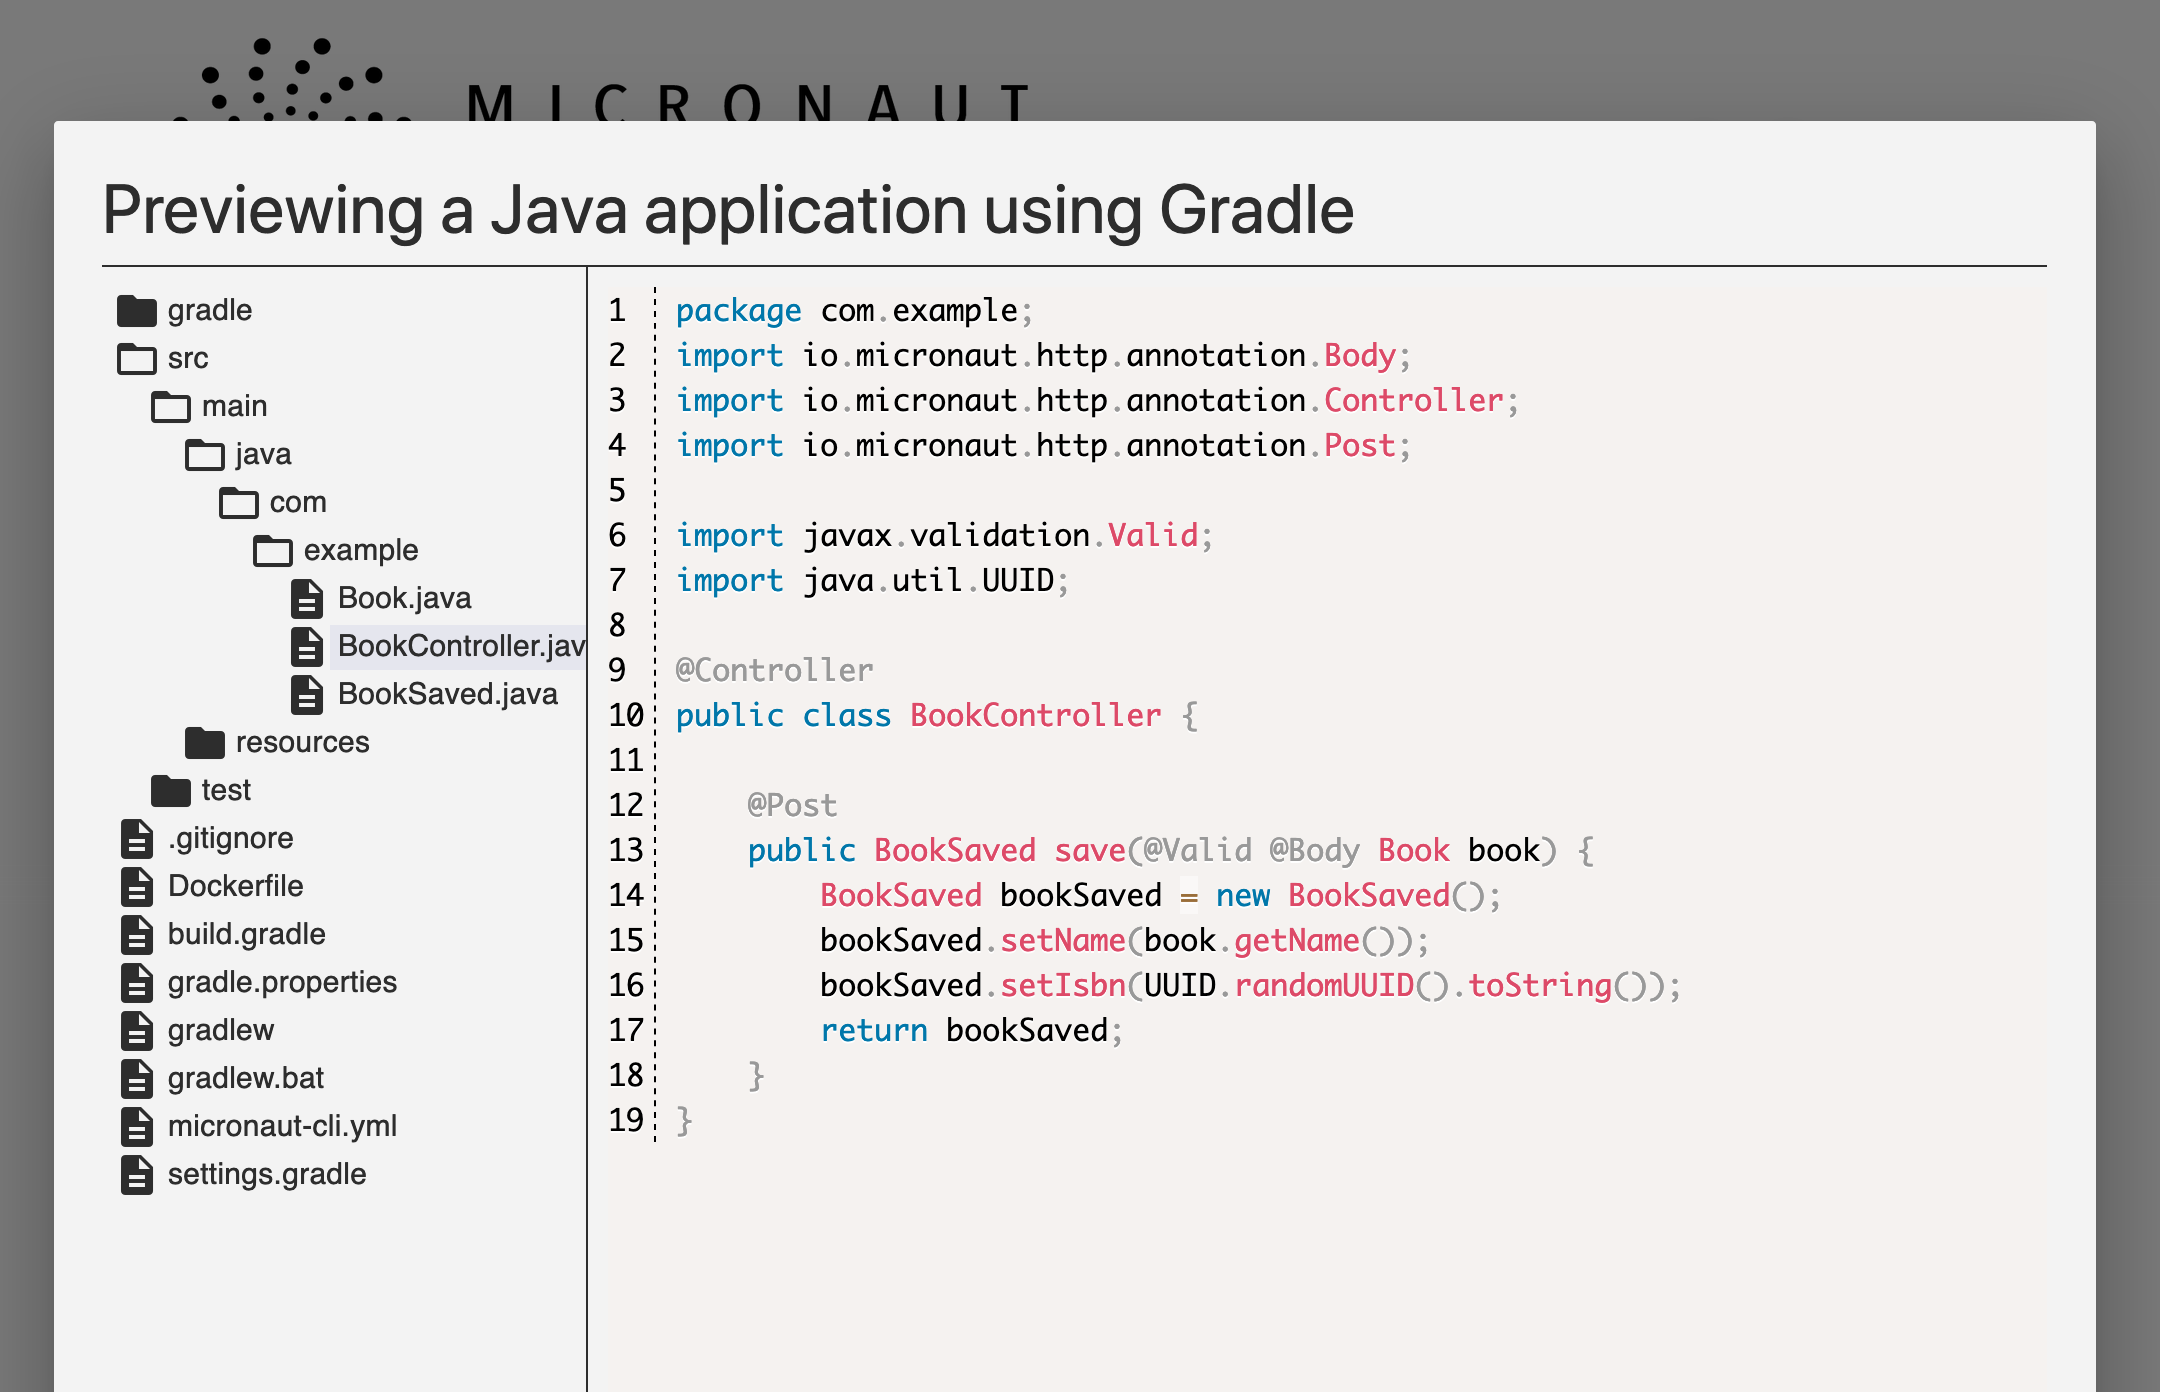 MICRONAUT
Previewing a Java application using Gradle
gradle
src
main
java
com
example
Book.java
BookController.jav
BookSaved.java
resources
test
.gitignore
Dockerfile
build.gradle
gradle.properties
gradlew
gradlew.bat
micronaut-cli.yml
settings.gradle
1 package com.example;
2 import io.micronaut.http.annotation.Body;
3 import io.micronaut.http.annotation.Controller;
4 import io.micronaut.http.annotation.Post;
5
6 import javax.validation.Valid;
7 import java.util.UUID;
8
9 @Controller
10 public class BookController {
11
12     @Post
13     public BookSaved save(@Valid @Body Book book) {
14         BookSaved bookSaved = new BookSaved();
15         bookSaved.setName(book.getName());
16         bookSaved.setIsbn(UUID.randomUUID().toString());
17         return bookSaved;
18     }
19 }